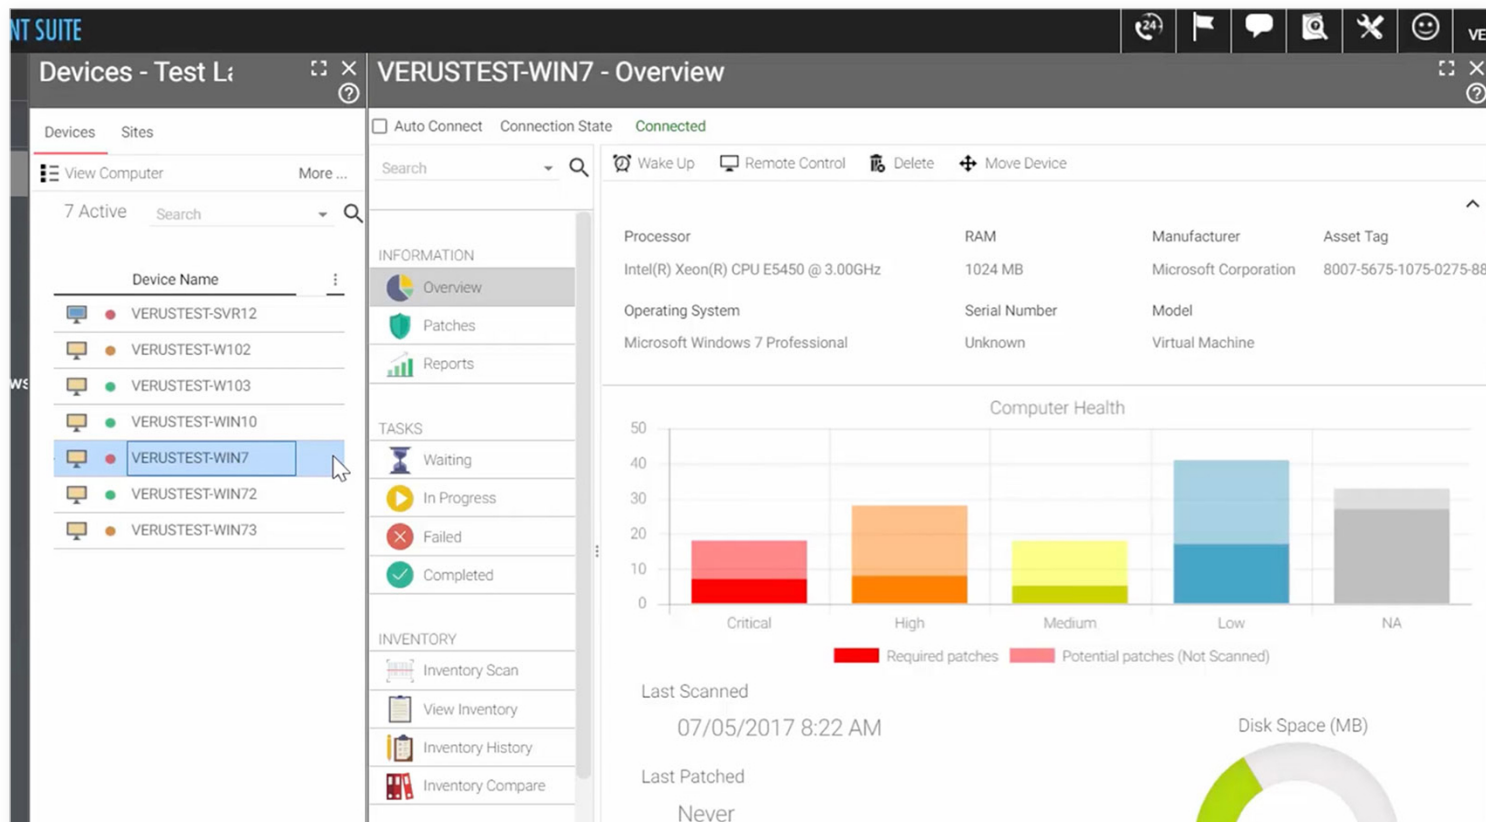 NT SUITE
24
VE
Devices - Test La
VERUSTEST-WIN7 - Overview
Devices Sites
Auto Connect Connection State Connected
View Computer More ...
Search
Wake Up Remote Control Delete Move Device
7 Active Search
Processor RAM Manufacturer Asset Tag
Intel(R) Xeon(R) CPU E5450 @ 3.00GHz 1024 MB Microsoft Corporation 8007-5675-1075-0275-88
Operating System Serial Number Model
Microsoft Windows 7 Professional Unknown Virtual Machine
Device Name
VERUSTEST-SVR12
VERUSTEST-W102
VERUSTEST-W103
VERUSTEST-WIN10
VERUSTEST-WIN7
VERUSTEST-WIN72
VERUSTEST-WIN73
ws
INFORMATION
Overview
Patches
Reports
TASKS
Waiting
In Progress
Failed
Completed
INVENTORY
Inventory Scan
View Inventory
Inventory History
Inventory Compare
Computer Health
50
40
30
20
10
0
Critical High Medium Low NA
Required patches Potential patches (Not Scanned)
Last Scanned
07/05/2017 8:22 AM
Last Patched
Never
Disk Space (MB)